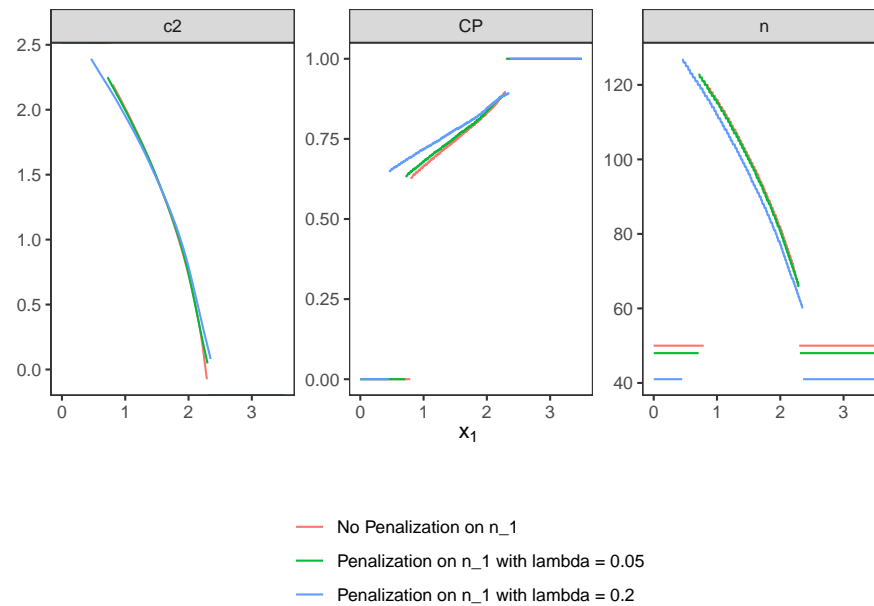 c2
CP
n
2.5
2.0
1.5
1.0
0.5
0.0
1.00
0.75
0.50
0.25
0.00
120
100
80
60
40
0 1 2 3
0 1 2 3
0 1 2 3
x1
No Penalization on n_1
Penalization on n_1 with lambda = 0.05
Penalization on n_1 with lambda = 0.2